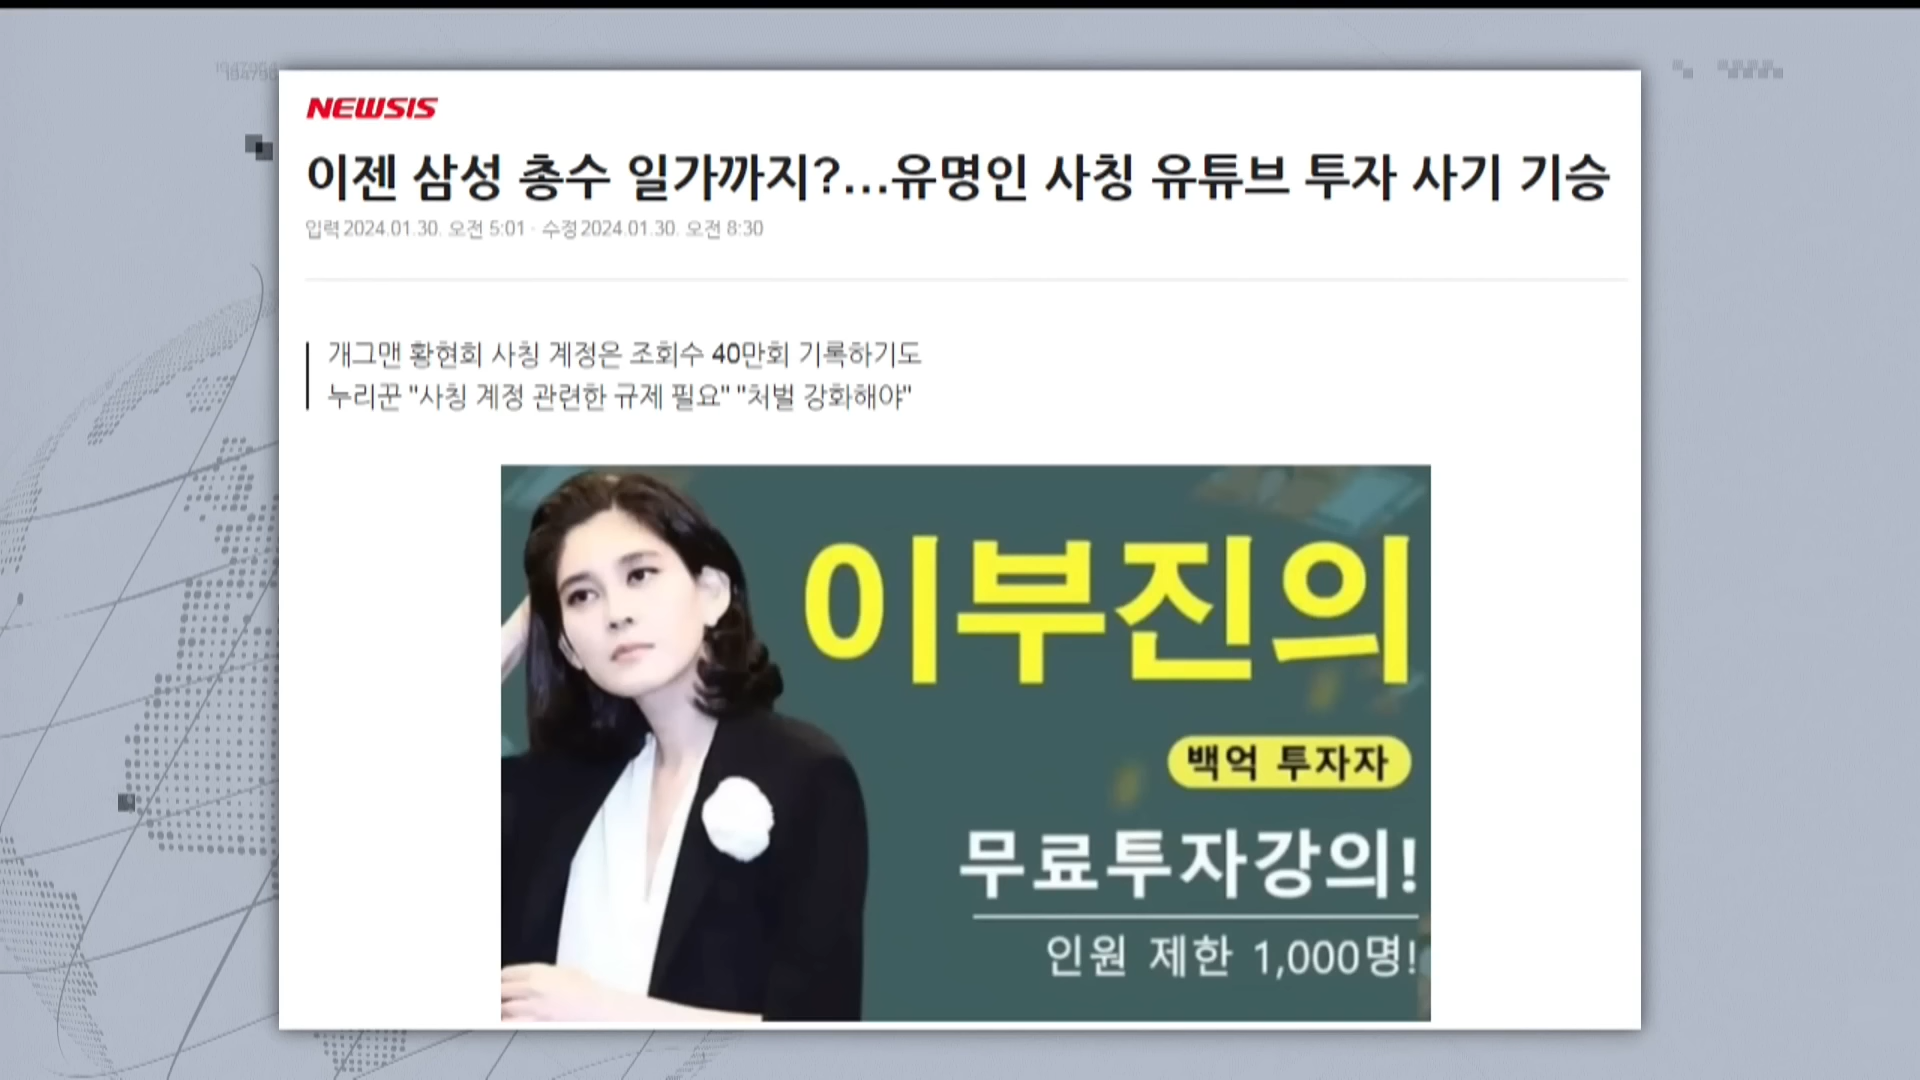 NEWSIS
이젠 삼성 총수 일가까지?...유명인 사칭 유튜브 투자 사기 기승
입력 2024.01.30. 오전 5:01 · 수정 2024.01.30. 오전 8:30
개그맨 황현희 사칭 계정은 조회수 40만회 기록하기도
누리꾼 "사칭 계정 관련한 규제 필요" "처벌 강화해야"
이부진의
백억 투자자
무료투자강의!
인원 제한 1,000명!